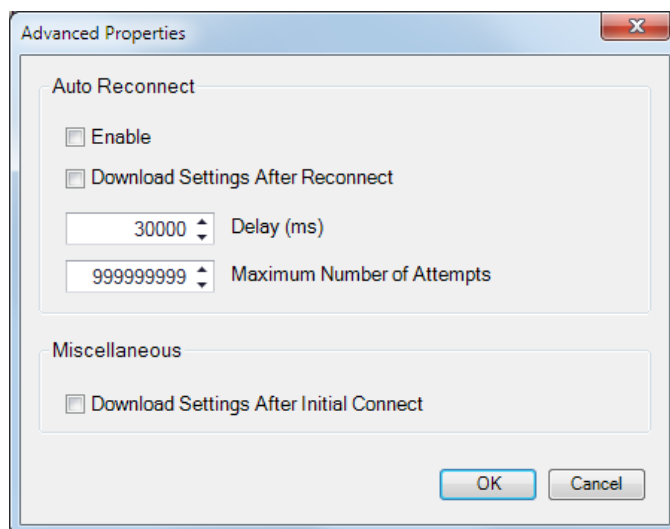 Advanced Properties
Auto Reconnect
Enable
Download Settings After Reconnect
30000 Delay (ms)
999999999 Maximum Number of Attempts
Miscellaneous
Download Settings After Initial Connect
OK Cancel